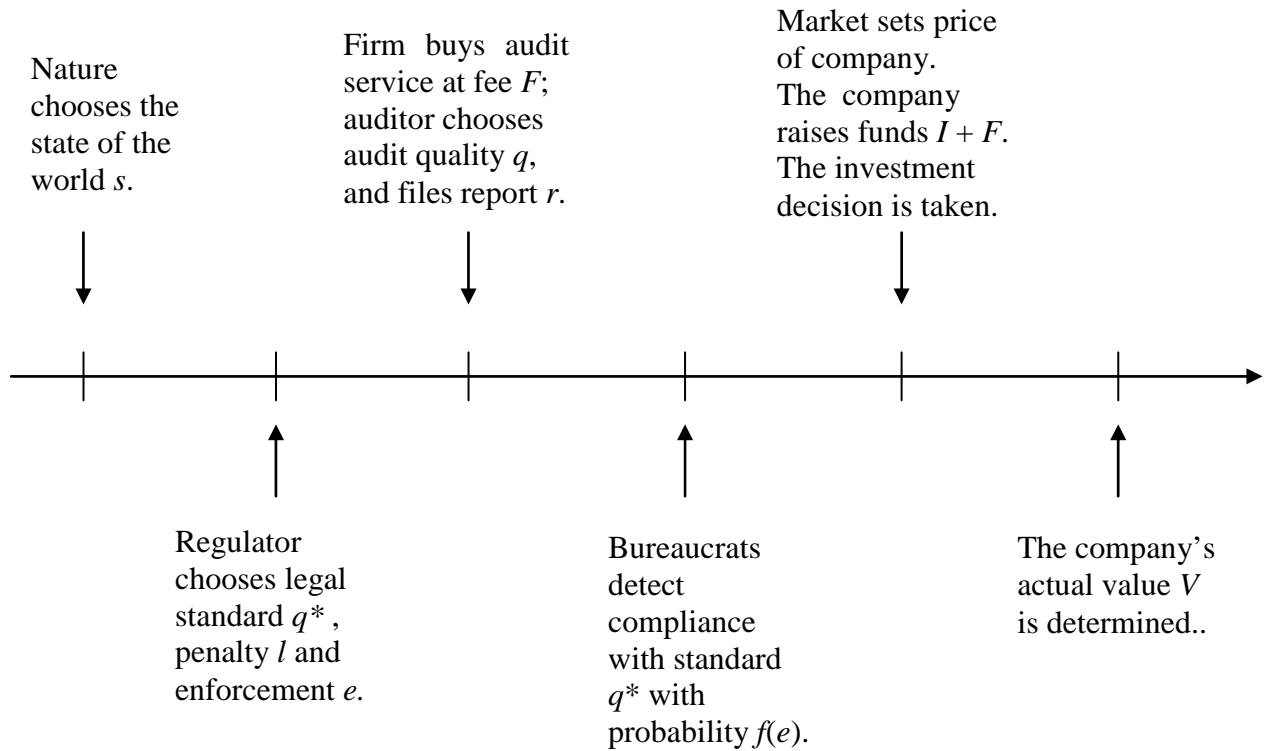 Nature
chooses the
state of the
world s.
Firm buys audit
service at fee F;
auditor chooses
audit quality q,
and files report r.
Market sets price
of company.
The company
raises funds I + F.
The investment
decision is taken.
Regulator
chooses legal
standard q* ,
penalty l and
enforcement e.
Bureaucrats
detect
compliance
with standard
q* with
probability f(e).
The company’s
actual value V
is determined..